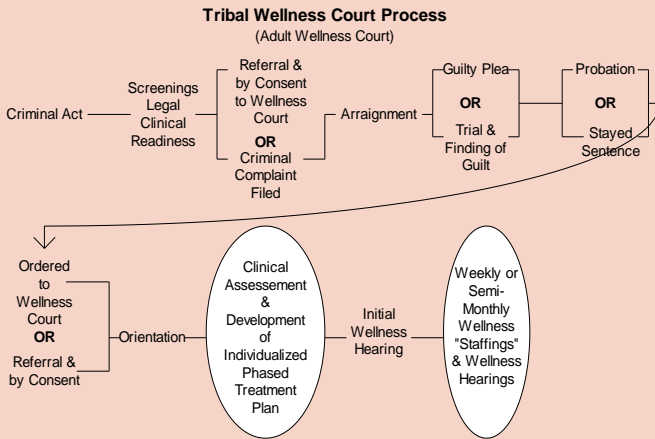 Tribal Wellness Court Process
(Adult Wellness Court)
Criminal Act
Screenings
Legal
Clinical
Readiness
Referral &
by Consent
to Wellness
Court
OR
Criminal
Complaint
Filed
Arraignment
Guilty Plea
OR
Trial &
Finding of
Guilt
Probation
OR
Stayed
Sentence
Ordered
to
Wellness
Court
OR
Referral &
by Consent
Orientation
Clinical
Assessement
&
Development
of
Individualized
Phased
Treatment
Plan
Initial
Wellness
Hearing
Weekly or
Semi-
Monthly
Wellness
"Staffings"
& Wellness
Hearings